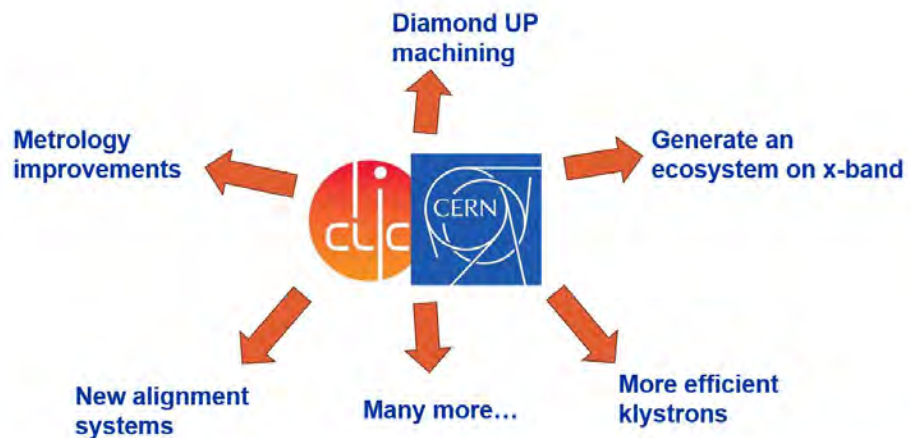 Diamond UP
machining
Metrology
improvements
Generate an
ecosystem on x-band
clic
CERN
New alignment
systems
Many more…
More efficient
klystrons